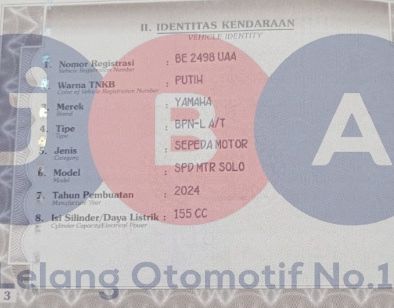 II. IDENTITAS KENDARAAN
VEHICLE IDENTITY
1. Nomor Registrasi : BE 2498 UAA
Vehicle Registration Number
2. Warna TNKB : PUTIH
Color of Vehicle Registration Number
3. Merek : YAMAHA
Brand
4. Tipe : BPN-L A/T
Type
5. Jenis : SEPEDA MOTOR
Category
6. Model : SPD MTR SOLO
Model
7. Tahun Pembuatan : 2024
Manufacture Year
8. Isi Silinder/Daya Listrik : 155 CC
Cylinder Capacity/Electrical Power
J B A
Lelang Otomotif No.1
3